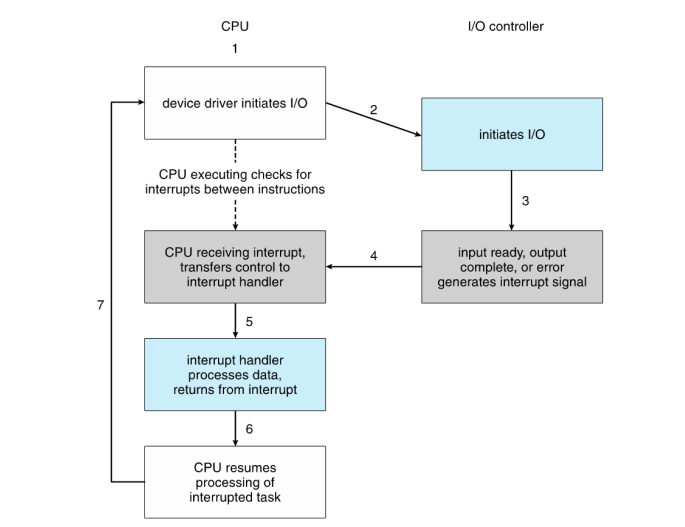 CPU
I/O controller
1
device driver initiates I/O
2
initiates I/O
CPU executing checks for
interrupts between instructions
3
CPU receiving interrupt,
transfers control to
interrupt handler
4
input ready, output
complete, or error
generates interrupt signal
7
5
interrupt handler
processes data,
returns from interrupt
6
CPU resumes
processing of
interrupted task